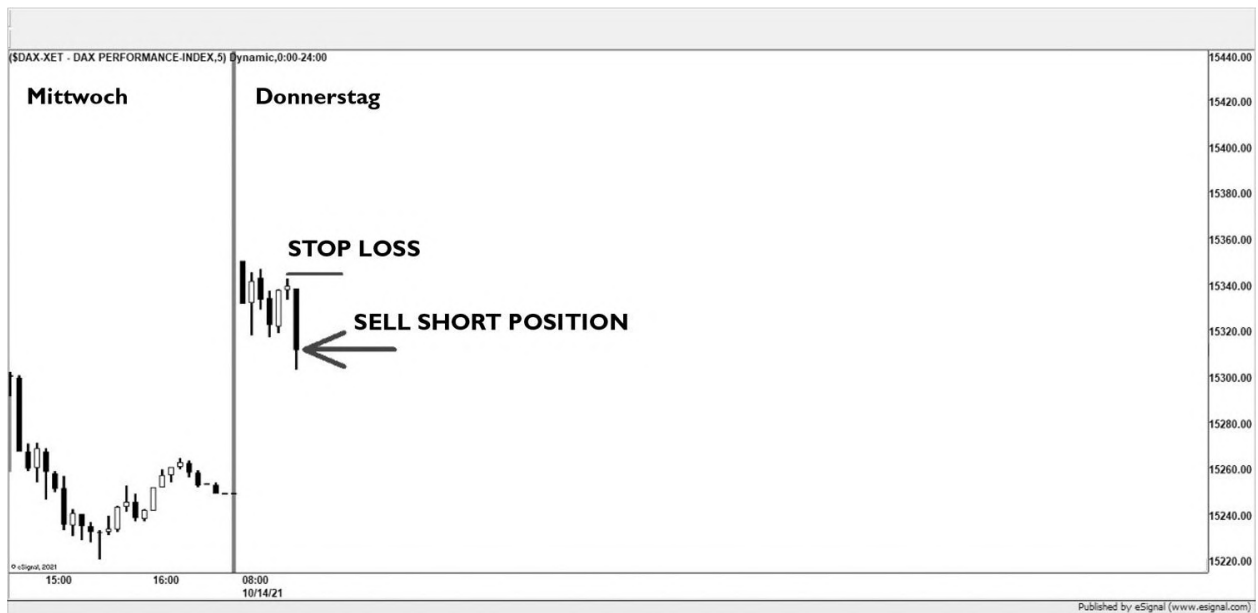 ($DAX-XET - DAX PERFORMANCE-INDEX,5) Dynamic,0:00-24:00
Mittwoch
Donnerstag
STOP LOSS
SELL SHORT POSITION
15440.00
15420.00
15400.00
15380.00
15360.00
15340.00
15320.00
15300.00
15280.00
15260.00
15240.00
15220.00
© eSignal, 2021
15:00
16:00
08:00
10/14/21
Published by eSignal (www.esignal.com)